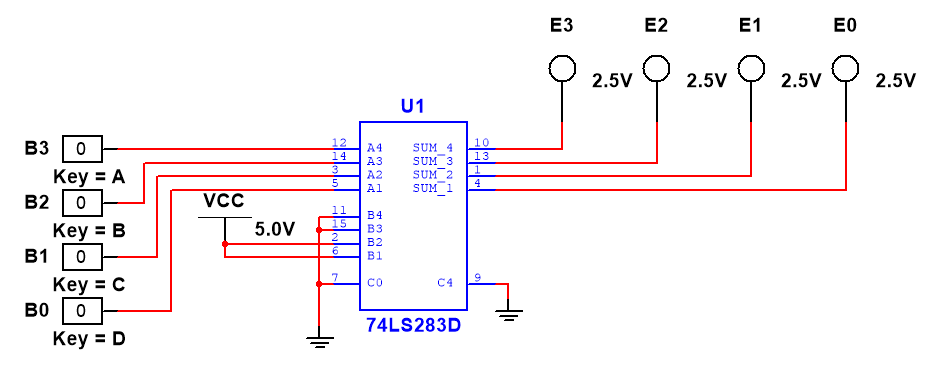 E3 E2 E1 E0
2.5V 2.5V 2.5V 2.5V
U1
B3 0 12 A4 SUM_4 10
14 A3 SUM_3 13
Key = A 3 A2 SUM_2 1
B2 0 5 A1 SUM_1 4
VCC
11 B4
Key = B 5.0V 15 B3
2 B2
B1 0 6 B1
Key = C 7 C0 C4 9
B0 0
74LS283D
Key = D